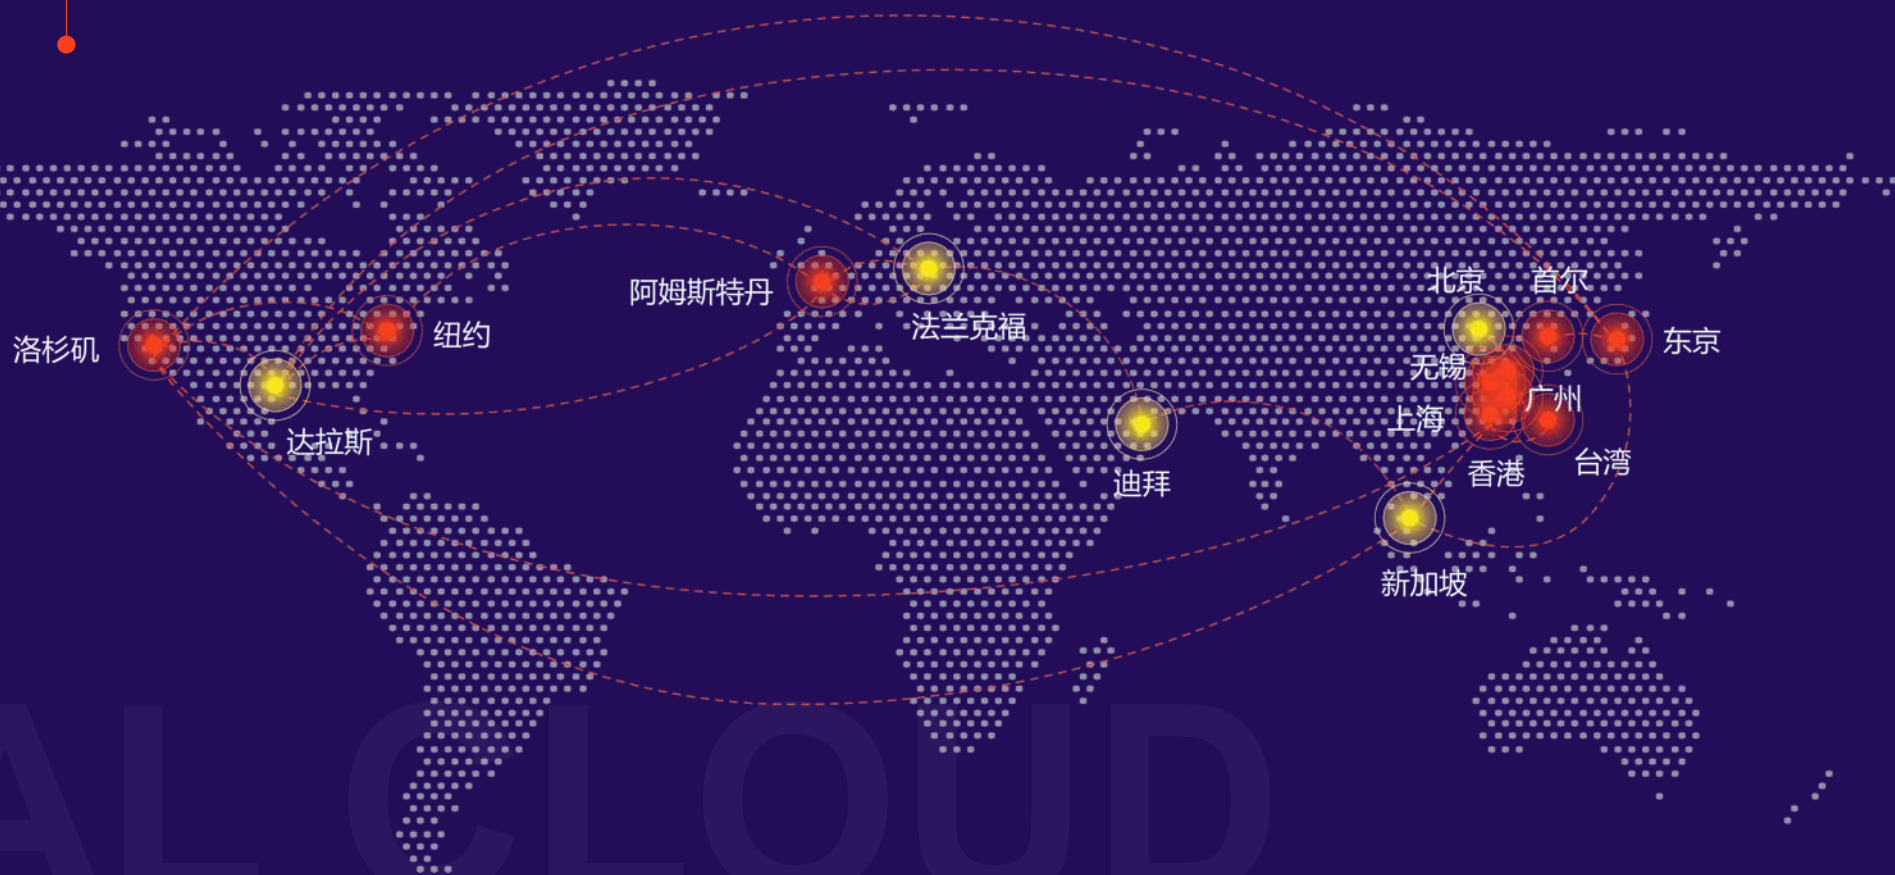 北京
首尔
阿姆斯特丹
法兰克福
纽约
东京
洛杉矶
无锡
广州
上海
达拉斯
台湾
香港
迪拜
新加坡
AL CLOUD